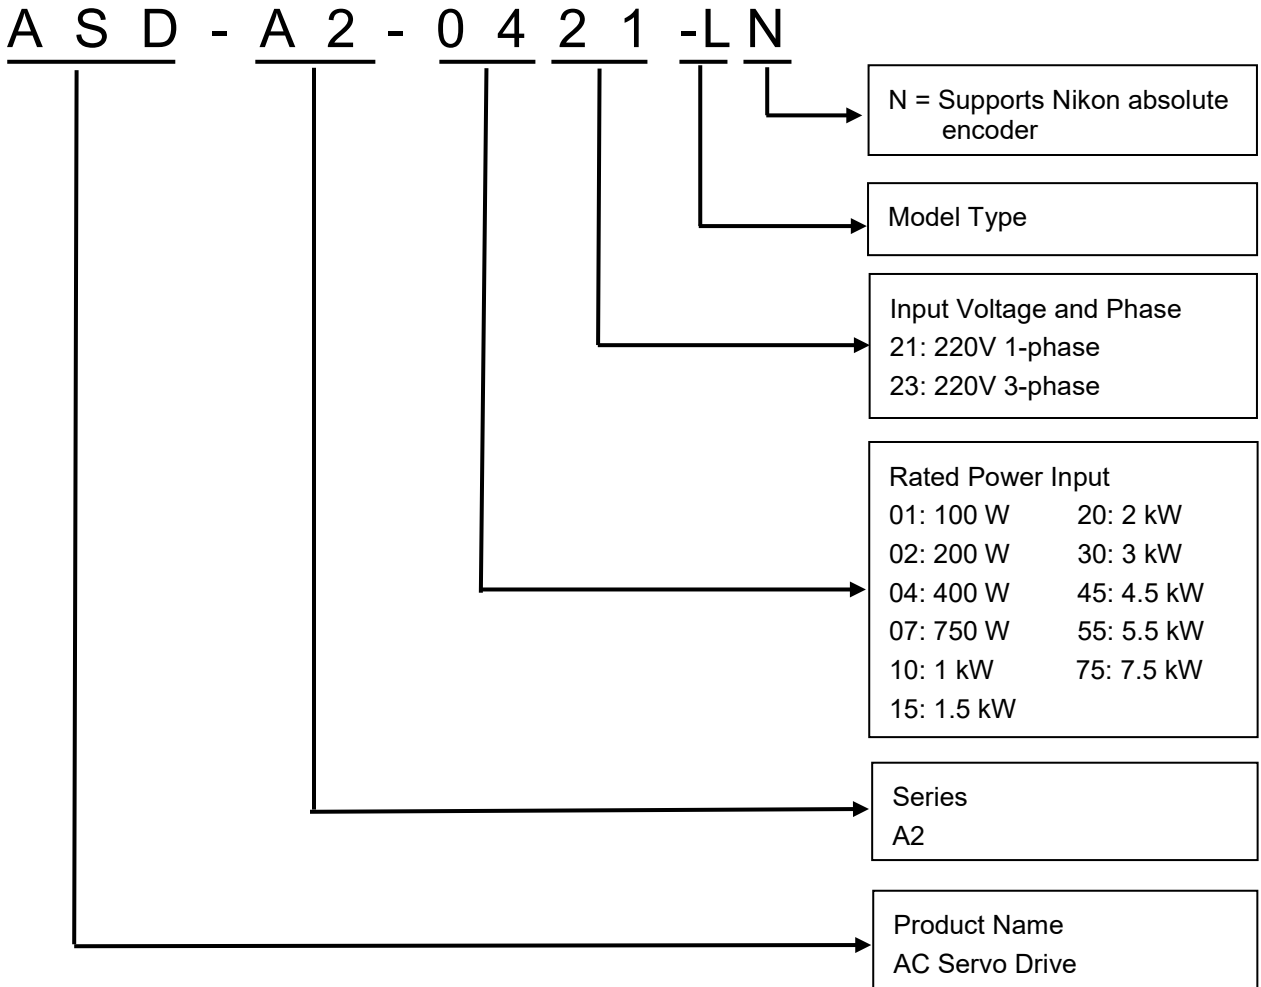 A S D - A 2 - 0 4 2 1 -L N
N = Supports Nikon absolute
encoder
Model Type
Input Voltage and Phase
21: 220V 1-phase
23: 220V 3-phase
Rated Power Input
01: 100 W 20: 2 kW
02: 200 W 30: 3 kW
04: 400 W 45: 4.5 kW
07: 750 W 55: 5.5 kW
10: 1 kW 75: 7.5 kW
15: 1.5 kW
Series
A2
Product Name
AC Servo Drive